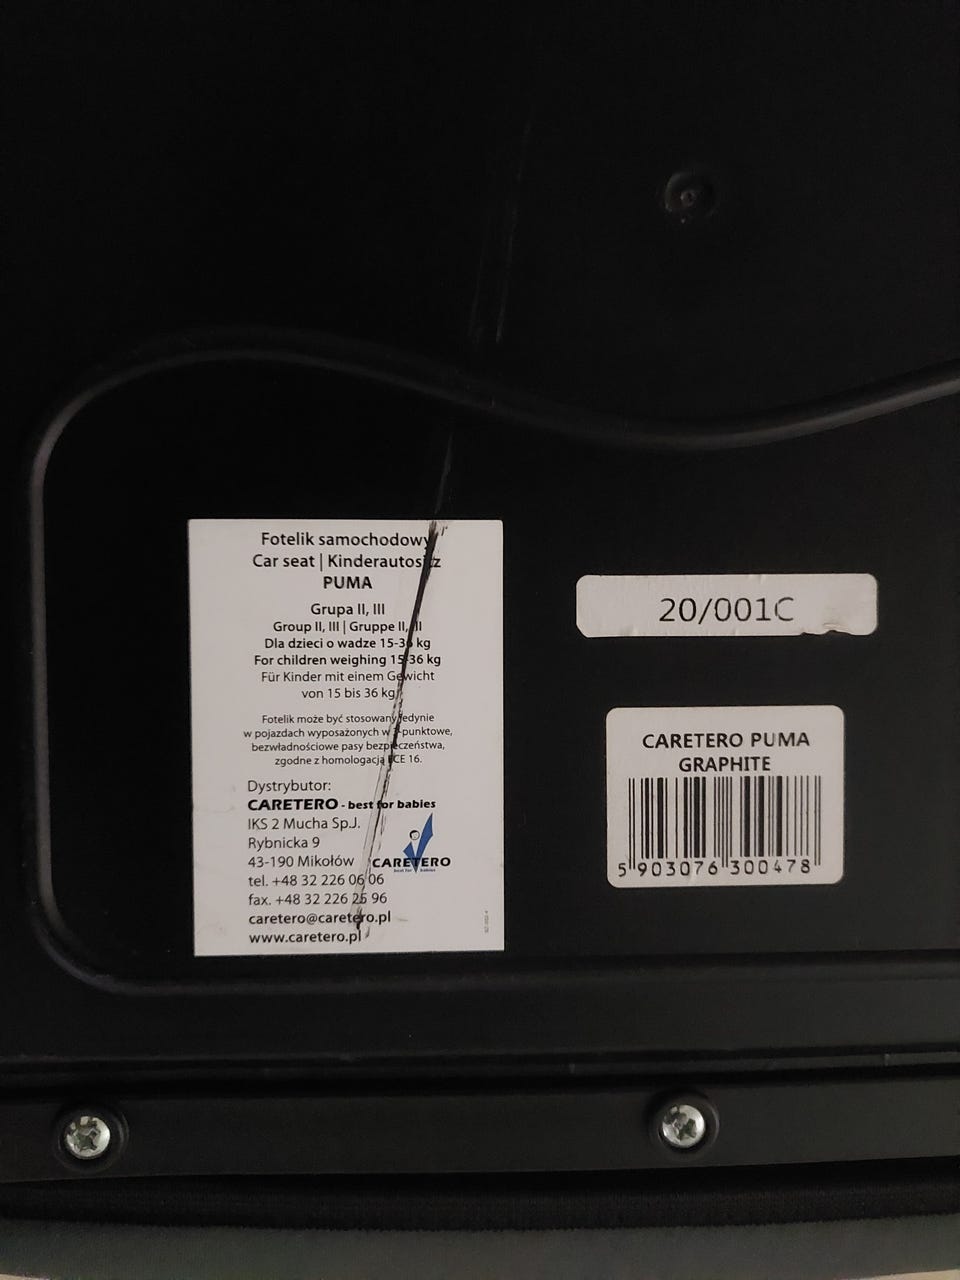 Fotelik samochodowy
Car seat | Kinderautositz
PUMA
Grupa II, III
Group II, III | Gruppe II, III
Dla dzieci o wadze 15-36 kg
For children weighing 15-36 kg
Für Kinder mit einem Gewicht
von 15 bis 36 kg
Fotelik może być stosowany jedynie
w pojazdach wyposażonych w 3-punktowe,
bezwładnościowe pasy bezpieczeństwa,
zgodne z homologacją ECE 16.
Dystrybutor:
CARETERO - best for babies
IKS 2 Mucha Sp.J.
Rybnicka 9
43-190 Mikołów
tel. +48 32 226 06 06
fax. +48 32 226 25 96
caretero@caretero.pl
www.caretero.pl
CARETERO
best for babies
20/001C
CARETERO PUMA
GRAPHITE
5 903076 300478